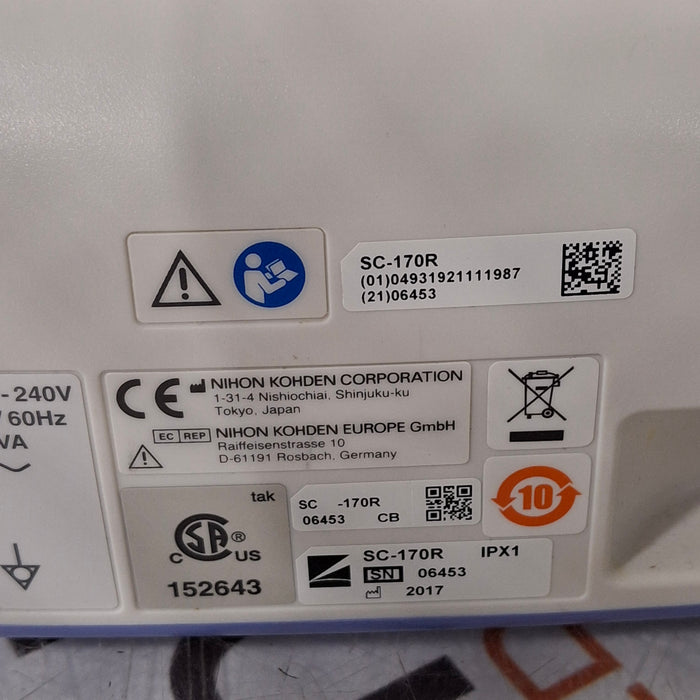 SC-170R
(01)04931921111987
(21)06453
- 240V
/ 60Hz
VA
CE NIHON KOHDEN CORPORATION
1-31-4 Nishiochiai, Shinjuku-ku
Tokyo, Japan
EC REP NIHON KOHDEN EUROPE GmbH
Raiffeisenstrasse 10
D-61191 Rosbach, Germany
tak
C SA ® US
152643
SC -170R
06453 CB
10
SC-170R IPX1
SN 06453
2017